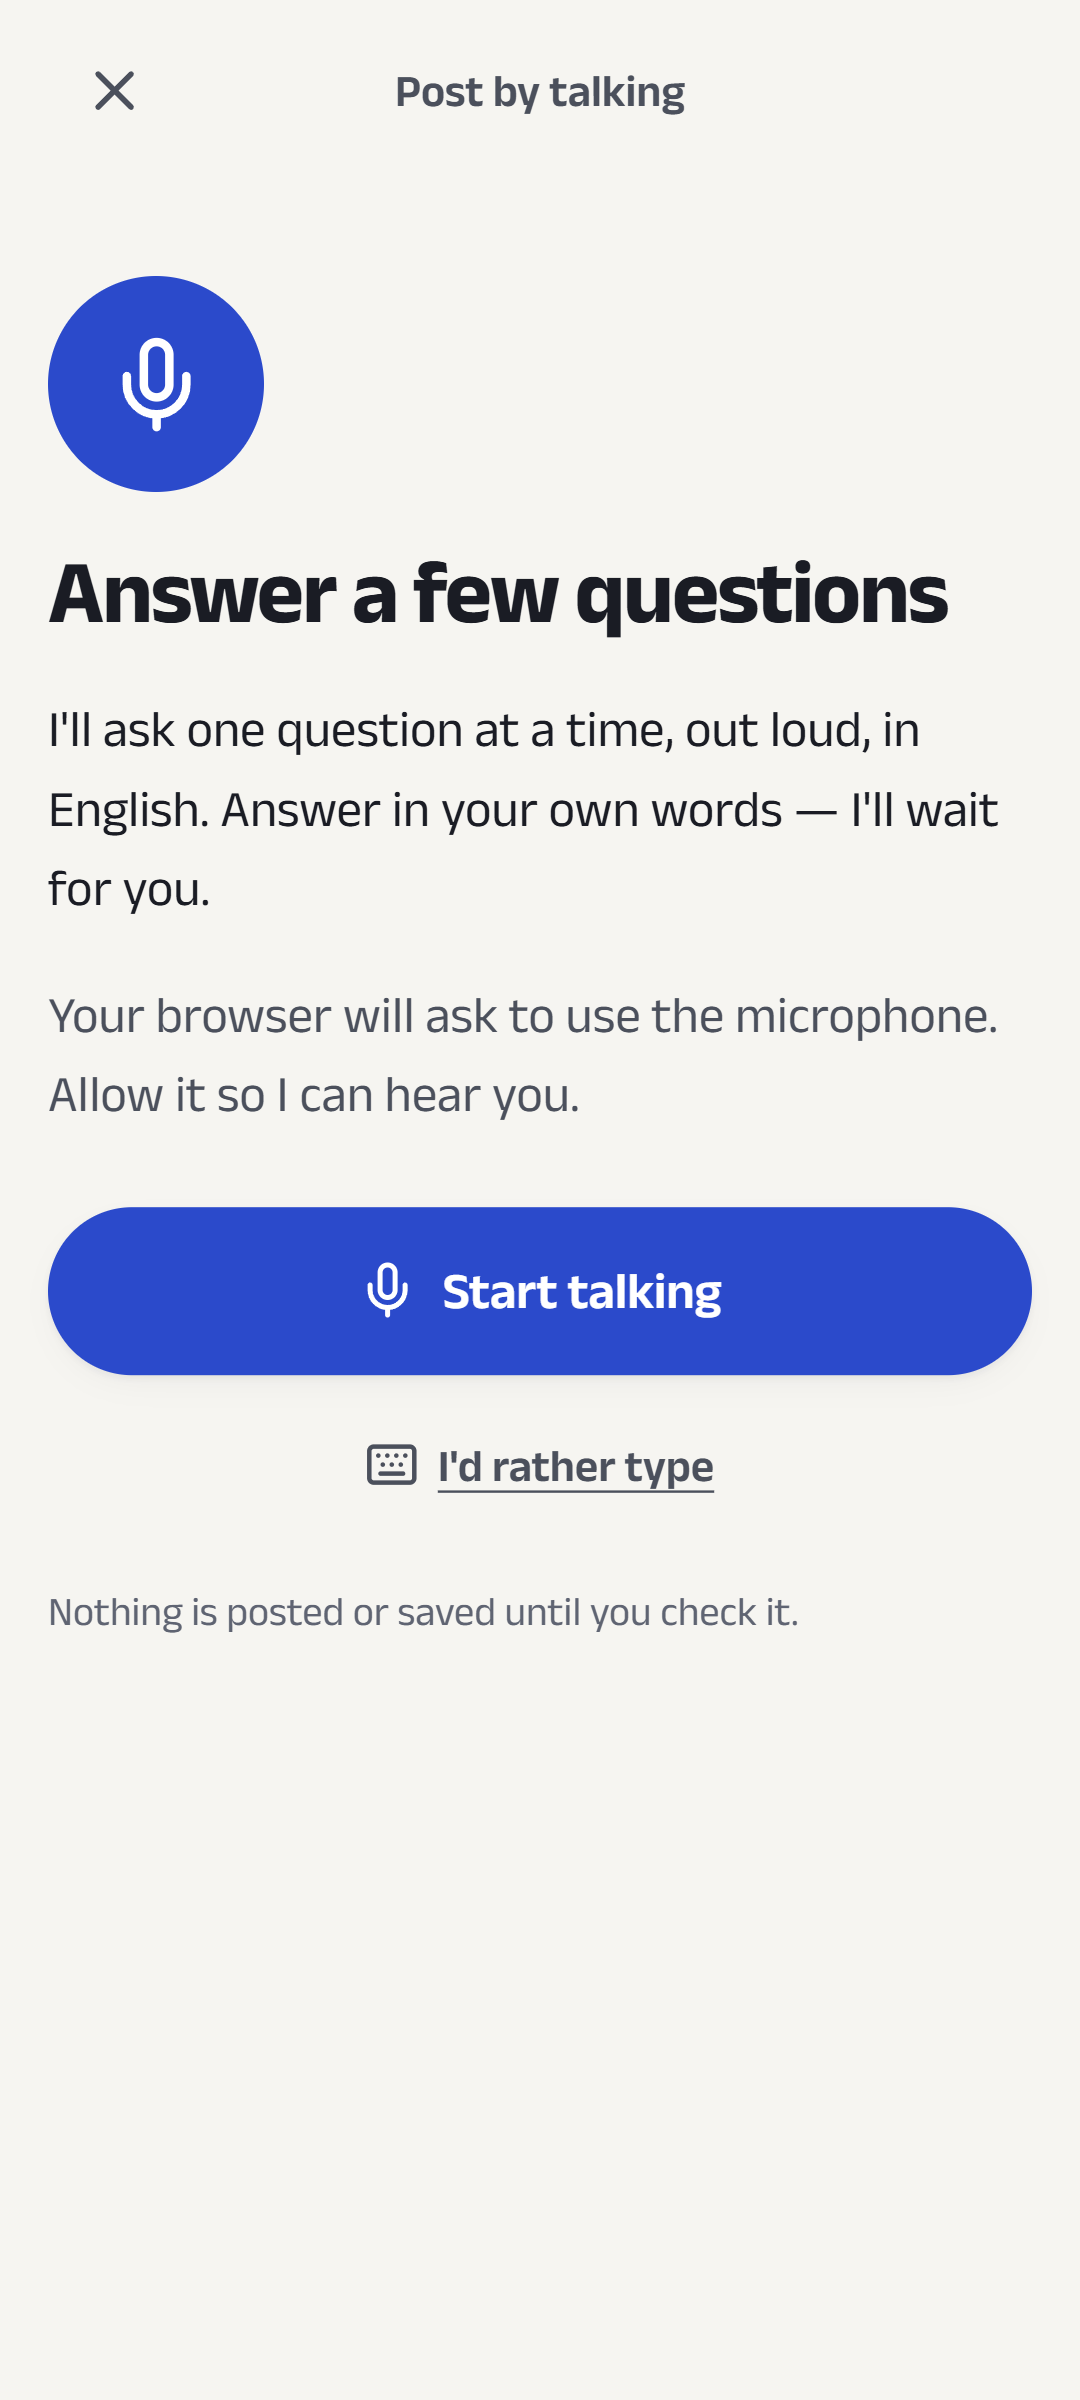 Post by talking
Answer a few questions
I'll ask one question at a time, out loud, in
English. Answer in your own words — I'll wait
for you.
Your browser will ask to use the microphone.
Allow it so I can hear you.
Start talking
I'd rather type
Nothing is posted or saved until you check it.